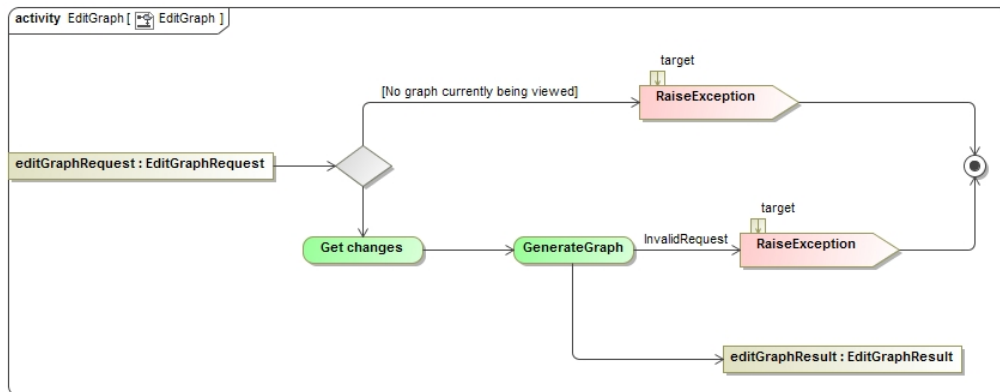 activity EditGraph [ EditGraph ]
target
[No graph currently being viewed]
RaiseException
editGraphRequest : EditGraphRequest
target
Get changes
GenerateGraph
InvalidRequest
RaiseException
editGraphResult : EditGraphResult